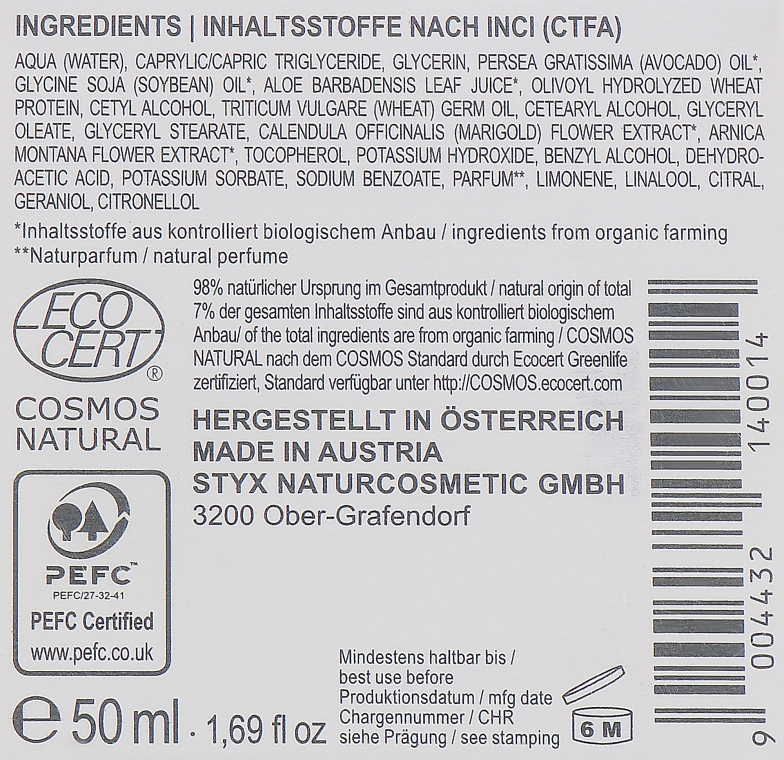 INGREDIENTS | INHALTSSTOFFE NACH INCI (CTFA)
AQUA (WATER), CAPRYLIC/CAPRIC TRIGLYCERIDE, GLYCERIN, PERSEA GRATISSIMA (AVOCADO) OIL*,
GLYCINE SOJA (SOYBEAN) OIL*, ALOE BARBADENSIS LEAF JUICE*, OLIVOYL HYDROLYZED WHEAT
PROTEIN, CETYL ALCOHOL, TRITICUM VULGARE (WHEAT) GERM OIL, CETEARYL ALCOHOL, GLYCERYL
OLEATE, GLYCERYL STEARATE, CALENDULA OFFICINALIS (MARIGOLD) FLOWER EXTRACT*, ARNICA
MONTANA FLOWER EXTRACT*, TOCOPHEROL, POTASSIUM HYDROXIDE, BENZYL ALCOHOL, DEHYDRO-
ACETIC ACID, POTASSIUM SORBATE, SODIUM BENZOATE, PARFUM**, LIMONENE, LINALOOL, CITRAL,
GERANIOL, CITRONELLOL
*Inhaltsstoffe aus kontrolliert biologischem Anbau / ingredients from organic farming
**Naturparfum / natural perfume
ECO
CERT
®
COSMOS
NATURAL
98% natürlicher Ursprung im Gesamtprodukt / natural origin of total
7% der gesamten Inhaltsstoffe sind aus kontrolliert biologischem
Anbau/ of the total ingredients are from organic farming / COSMOS
NATURAL nach dem COSMOS Standard durch Ecocert Greenlife
zertifiziert, Standard verfügbar unter http://COSMOS.ecocert.com
HERGESTELLT IN ÖSTERREICH
MADE IN AUSTRIA
STYX NATURCOSMETIC GMBH
3200 Ober-Grafendorf
PEFC™
PEFC/27-32-41
PEFC Certified
www.pefc.co.uk
e 50 ml · 1,69 fl oz
Mindestens haltbar bis /
best use before
Produktionsdatum / mfg date
Chargennummer / CHR
siehe Prägung / see stamping
6 M
9 004432 140014